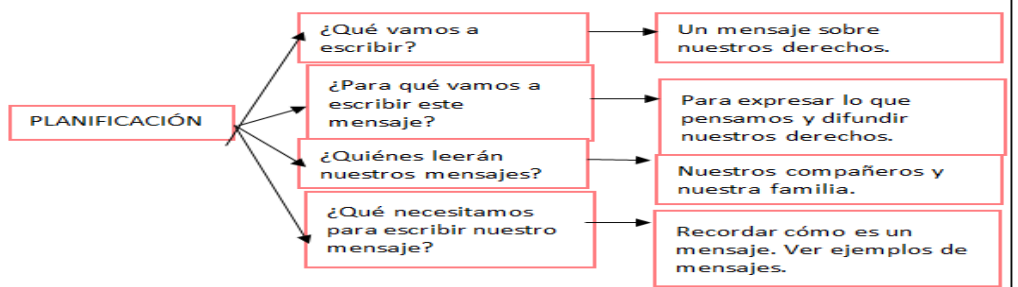 PLANIFICACIÓN
¿Qué vamos a
escribir?
Un mensaje sobre
nuestros derechos.
¿Para qué vamos a
escribir este
mensaje?
Para expresar lo que
pensamos y difundir
nuestros derechos.
¿Quiénes leerán
nuestros mensajes?
Nuestros compañeros y
nuestra familia.
¿Qué necesitamos
para escribir nuestro
mensaje?
Recordar cómo es un
mensaje. Ver ejemplos de
mensajes.